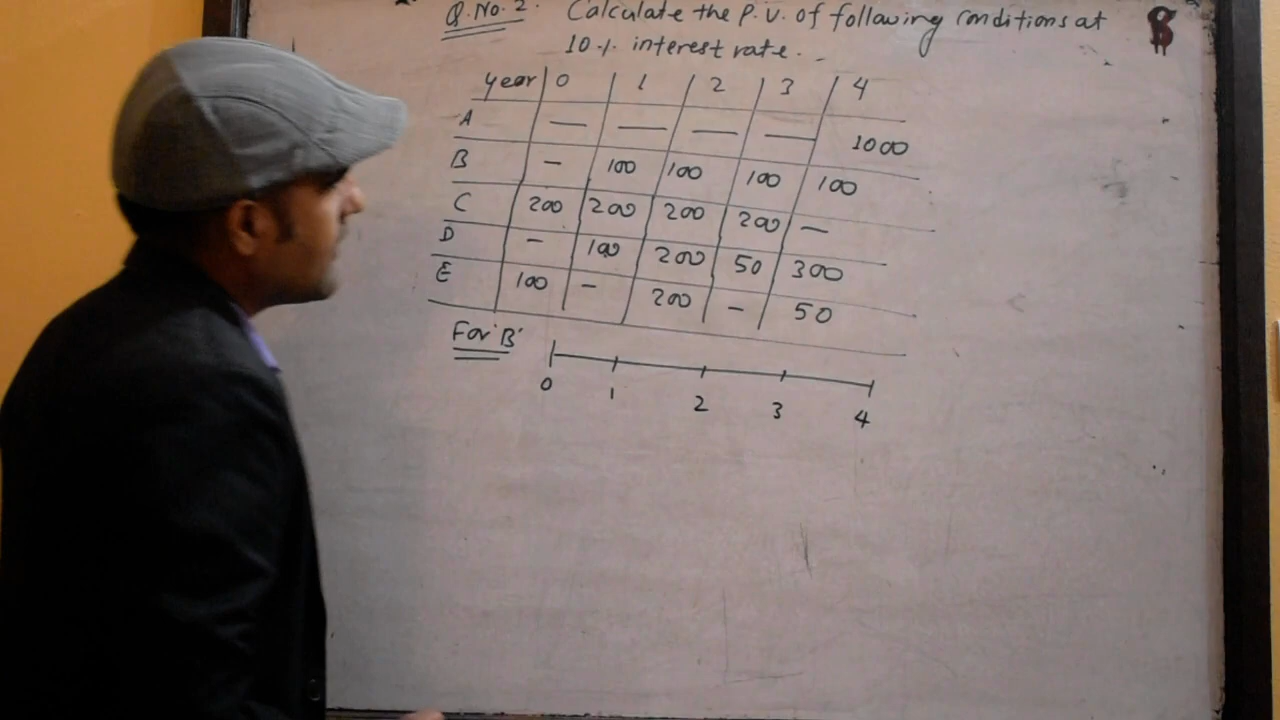 Q.No.2. Calculate the P.V. of following conditions at
10% interest rate.
year 0 1 2 3 4
A — — — — 1000
B - 100 100 100 100
C 200 200 200 200 —
D - 100 200 50 300
E 100 - 200 - 50
For 'B'
0 1 2 3 4